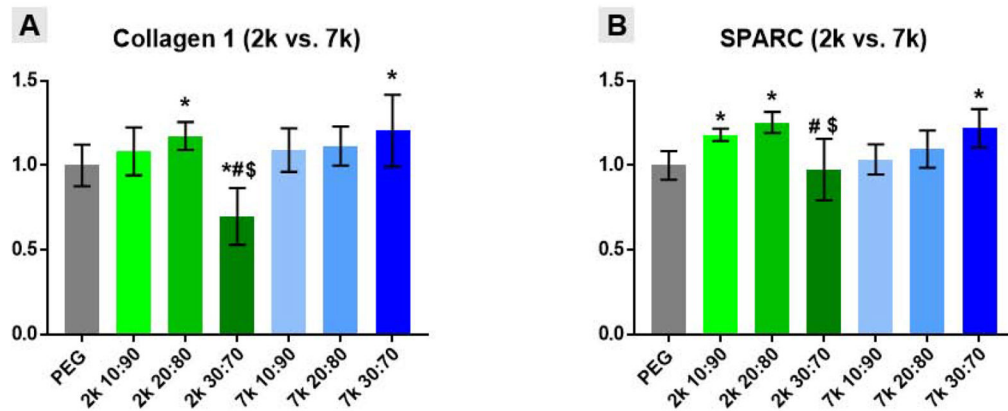 A
Collagen 1 (2k vs. 7k)
1.5
1.0
0.5
0.0
*
*#$
*
PEG
2k 10:90
2k 20:80
2k 30:70
7k 10:90
7k 20:80
7k 30:70
B
SPARC (2k vs. 7k)
1.5
1.0
0.5
0.0
*
*
# $
*
PEG
2k 10:90
2k 20:80
2k 30:70
7k 10:90
7k 20:80
7k 30:70